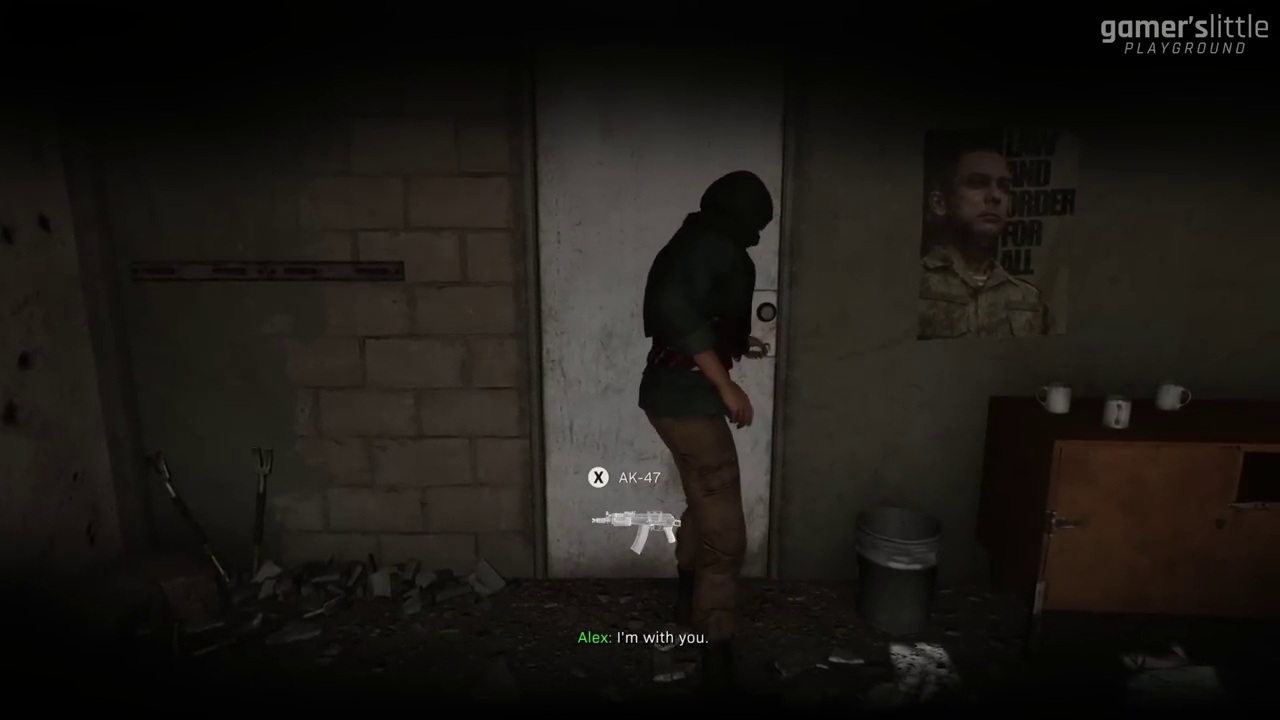 gamer'slittle
PLAYGROUND
LAW
AND
ORDER
FOR
ALL
X AK-47
Alex: I'm with you.